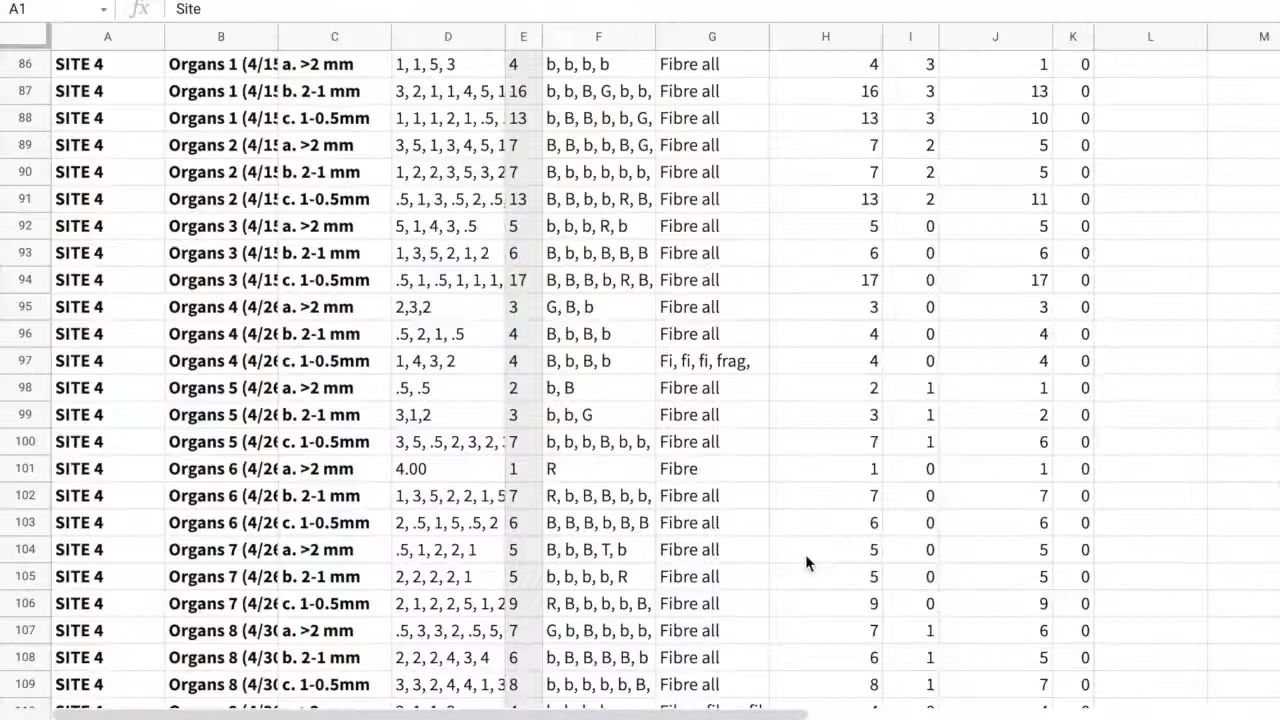 A1 fx Site
A B C D E F G H I J K L M
86 SITE 4 Organs 1 (4/15 a. >2 mm 1, 1, 5, 3 4 b, b, b, b Fibre all 4 3 1 0
87 SITE 4 Organs 1 (4/15 b. 2-1 mm 3, 2, 1, 1, 4, 5, 1 16 b, b, B, G, b, b, Fibre all 16 3 13 0
88 SITE 4 Organs 1 (4/15 c. 1-0.5mm 1, 1, 1, 2, 1, .5, 13 b, B, B, b, b, G, Fibre all 13 3 10 0
89 SITE 4 Organs 2 (4/15 a. >2 mm 3, 5, 1, 3, 4, 5, 1 7 B, B, b, b, B, G, Fibre all 7 2 5 0
90 SITE 4 Organs 2 (4/15 b. 2-1 mm 1, 2, 2, 3, 5, 3, 2 7 B, b, b, b, b, b, Fibre all 7 2 5 0
91 SITE 4 Organs 2 (4/15 c. 1-0.5mm .5, 1, 3, .5, 2, .5, 13 B, B, b, b, R, B, Fibre all 13 2 11 0
92 SITE 4 Organs 3 (4/15 a. >2 mm 5, 1, 4, 3, .5 5 b, b, b, R, b Fibre all 5 0 5 0
93 SITE 4 Organs 3 (4/15 b. 2-1 mm 1, 3, 5, 2, 1, 2 6 B, b, b, B, B, B Fibre all 6 0 6 0
94 SITE 4 Organs 3 (4/15 c. 1-0.5mm .5, 1, .5, 1, 1, 1, 17 B, B, B, b, R, B, Fibre all 17 0 17 0
95 SITE 4 Organs 4 (4/26 a. >2 mm 2,3,2 3 G, B, b Fibre all 3 0 3 0
96 SITE 4 Organs 4 (4/26 b. 2-1 mm .5, 2, 1, .5 4 B, b, B, b Fibre all 4 0 4 0
97 SITE 4 Organs 4 (4/26 c. 1-0.5mm 1, 4, 3, 2 4 B, b, B, b Fi, fi, fi, frag, 4 0 4 0
98 SITE 4 Organs 5 (4/26 a. >2 mm .5, .5 2 b, B Fibre all 2 1 1 0
99 SITE 4 Organs 5 (4/26 b. 2-1 mm 3,1,2 3 b, b, G Fibre all 3 1 2 0
100 SITE 4 Organs 5 (4/26 c. 1-0.5mm 3, 5, .5, 2, 3, 2, 7 b, b, b, B, b, b, Fibre all 7 1 6 0
101 SITE 4 Organs 6 (4/26 a. >2 mm 4.00 1 R Fibre 1 0 1 0
102 SITE 4 Organs 6 (4/26 b. 2-1 mm 1, 3, 5, 2, 2, 1, 5 7 R, b, B, B, b, b, Fibre all 7 0 7 0
103 SITE 4 Organs 6 (4/26 c. 1-0.5mm 2, .5, 1, 5, .5, 2 6 B, B, B, b, B, B Fibre all 6 0 6 0
104 SITE 4 Organs 7 (4/26 a. >2 mm .5, 1, 2, 2, 1 5 B, b, B, T, b Fibre all 5 0 5 0
105 SITE 4 Organs 7 (4/26 b. 2-1 mm 2, 2, 2, 2, 1 5 b, b, b, b, R Fibre all 5 0 5 0
106 SITE 4 Organs 7 (4/26 c. 1-0.5mm 2, 1, 2, 2, 5, 1, 2 9 R, B, b, b, b, B, Fibre all 9 0 9 0
107 SITE 4 Organs 8 (4/30 a. >2 mm .5, 3, 3, 2, .5, 5, 7 G, b, B, b, b, b, Fibre all 7 1 6 0
108 SITE 4 Organs 8 (4/30 b. 2-1 mm 2, 2, 2, 4, 3, 4 6 b, B, B, B, B, b Fibre all 6 1 5 0
109 SITE 4 Organs 8 (4/30 c. 1-0.5mm 3, 3, 2, 4, 4, 1, 3 8 b, b, b, b, b, B, Fibre all 8 1 7 0